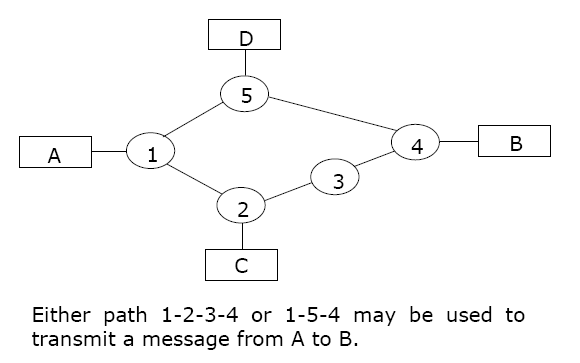 D
5
A
1
4
B
3
2
C
Either path 1-2-3-4 or 1-5-4 may be used to
transmit a message from A to B.